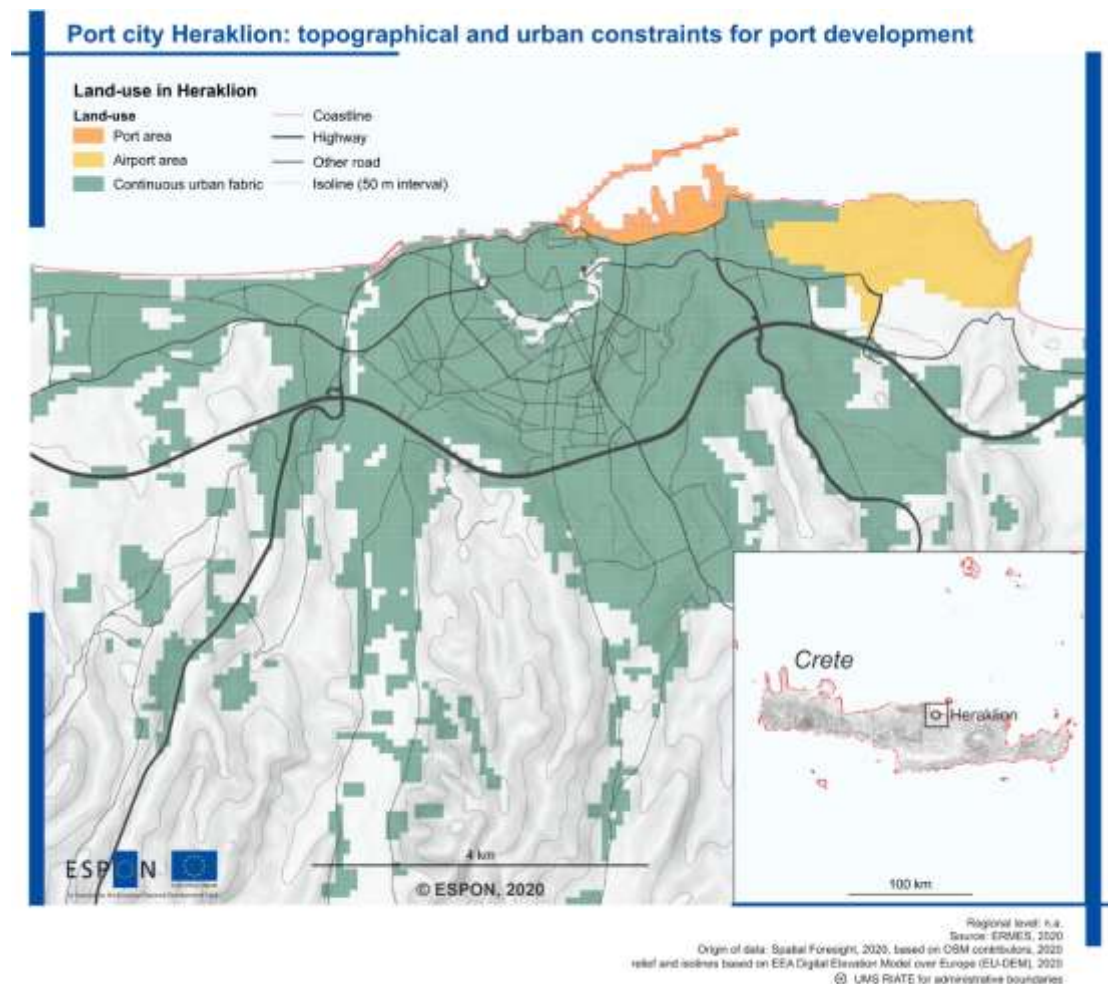 Port city Heraklion: topographical and urban constraints for port development
Land-use in Heraklion
Land-use
Port area
Airport area
Continuous urban fabric
Coastline
Highway
Other road
Isoline (50 m interval)
Crete
Heraklion
100 km
4 km
ESPON
© ESPON, 2020
Regional level: n.a.
Source: ERMES, 2020
Origin of data: Spatial Foresight, 2020, based on OSM contributors, 2020
relief and isolines based on EEA Digital Elevation Model over Europe (EU-DEM), 2020
UMS RIATE for administrative boundaries